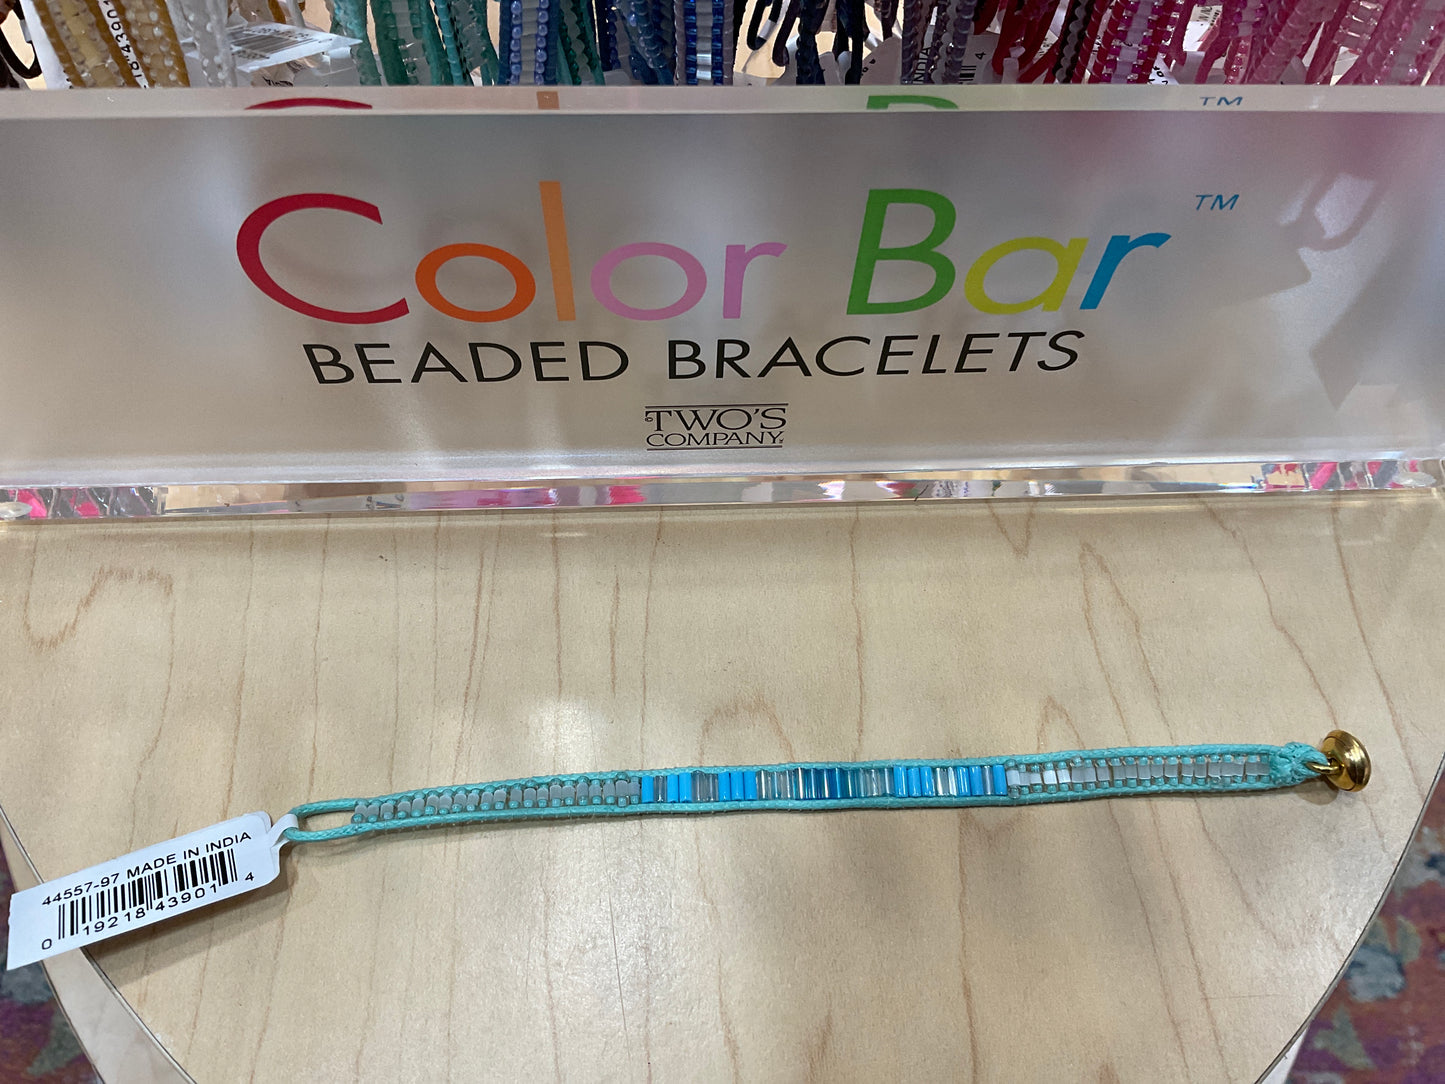 Color Bar™
BEADED BRACELETS
TWO'S
COMPANY
44557-97 MADE IN INDIA
0 19218 43901 4